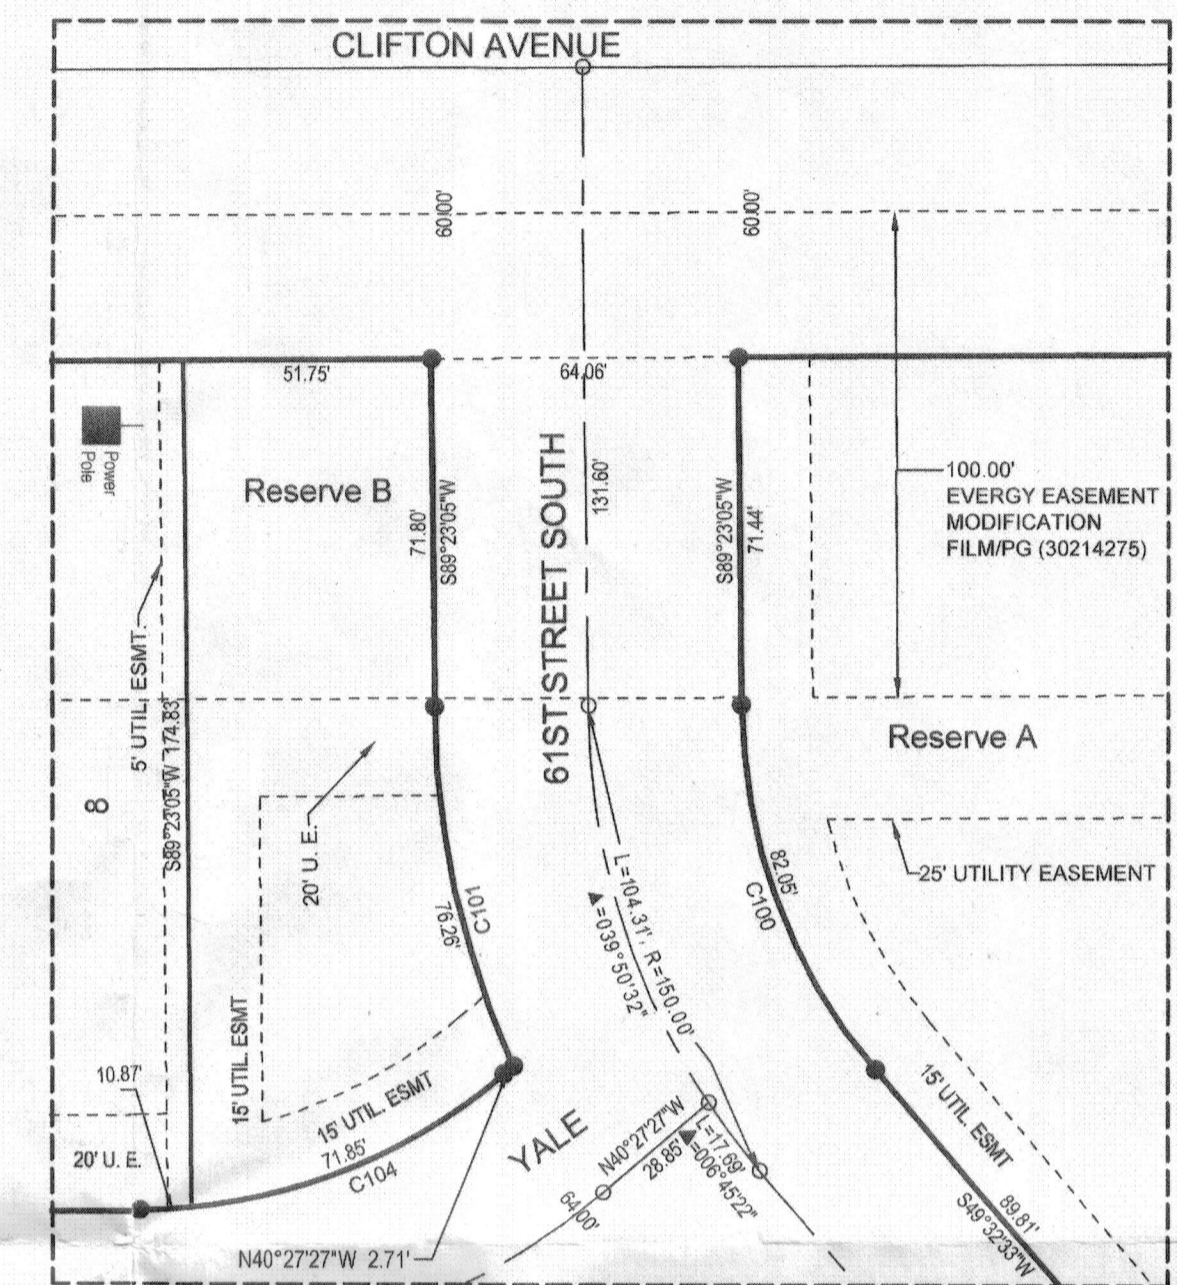 CLIFTON AVENUE
60.00'
60.00'
51.75'
64.06'
Power
Pole
Reserve B
71.80'
S89°23'05"W
61ST STREET SOUTH
131.60'
S89°23'05"W
71.44'
100.00'
EVERGY EASEMENT
MODIFICATION
FILM/PG (30214275)
5' UTIL. ESMT.
S89°23'05"W 174.83'
8
20' U. E.
Reserve A
25' UTILITY EASEMENT
C101
76.26'
L=104.31', R=150.00'
=039°50'32"
82.05'
C100
15' UTIL ESMT
15' UTIL. ESMT
71.85'
C104
10.87'
20' U. E.
YALE
N40°27'27"W
28.85'
64.00'
L=17.69'
=006°45'22"
15' UTIL. ESMT
89.81'
S49°32'33"W
N40°27'27"W 2.71'